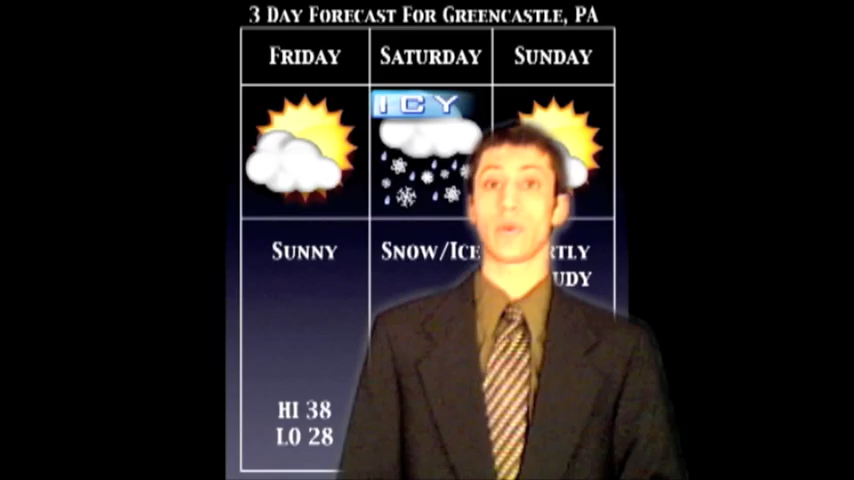 3 Day Forecast For Greencastle, PA
Friday Saturday Sunday
ICY
Sunny Snow/Ice
HI 38
LO 28